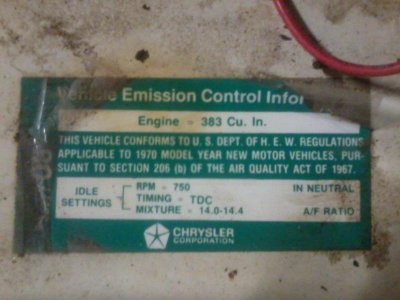 Vehicle Emission Control Infor
Engine = 383 Cu. In.
THIS VEHICLE CONFORMS TO U. S. DEPT. OF H. E. W. REGULATIONS
APPLICABLE TO 1970 MODEL YEAR NEW MOTOR VEHICLES, PUR-
SUANT TO SECTION 206 (b) OF THE AIR QUALITY ACT OF 1967.
IDLE SETTINGS
RPM = 750 IN NEUTRAL
TIMING = TDC
MIXTURE = 14.0-14.4 A/F RATIO
CHRYSLER
CORPORATION